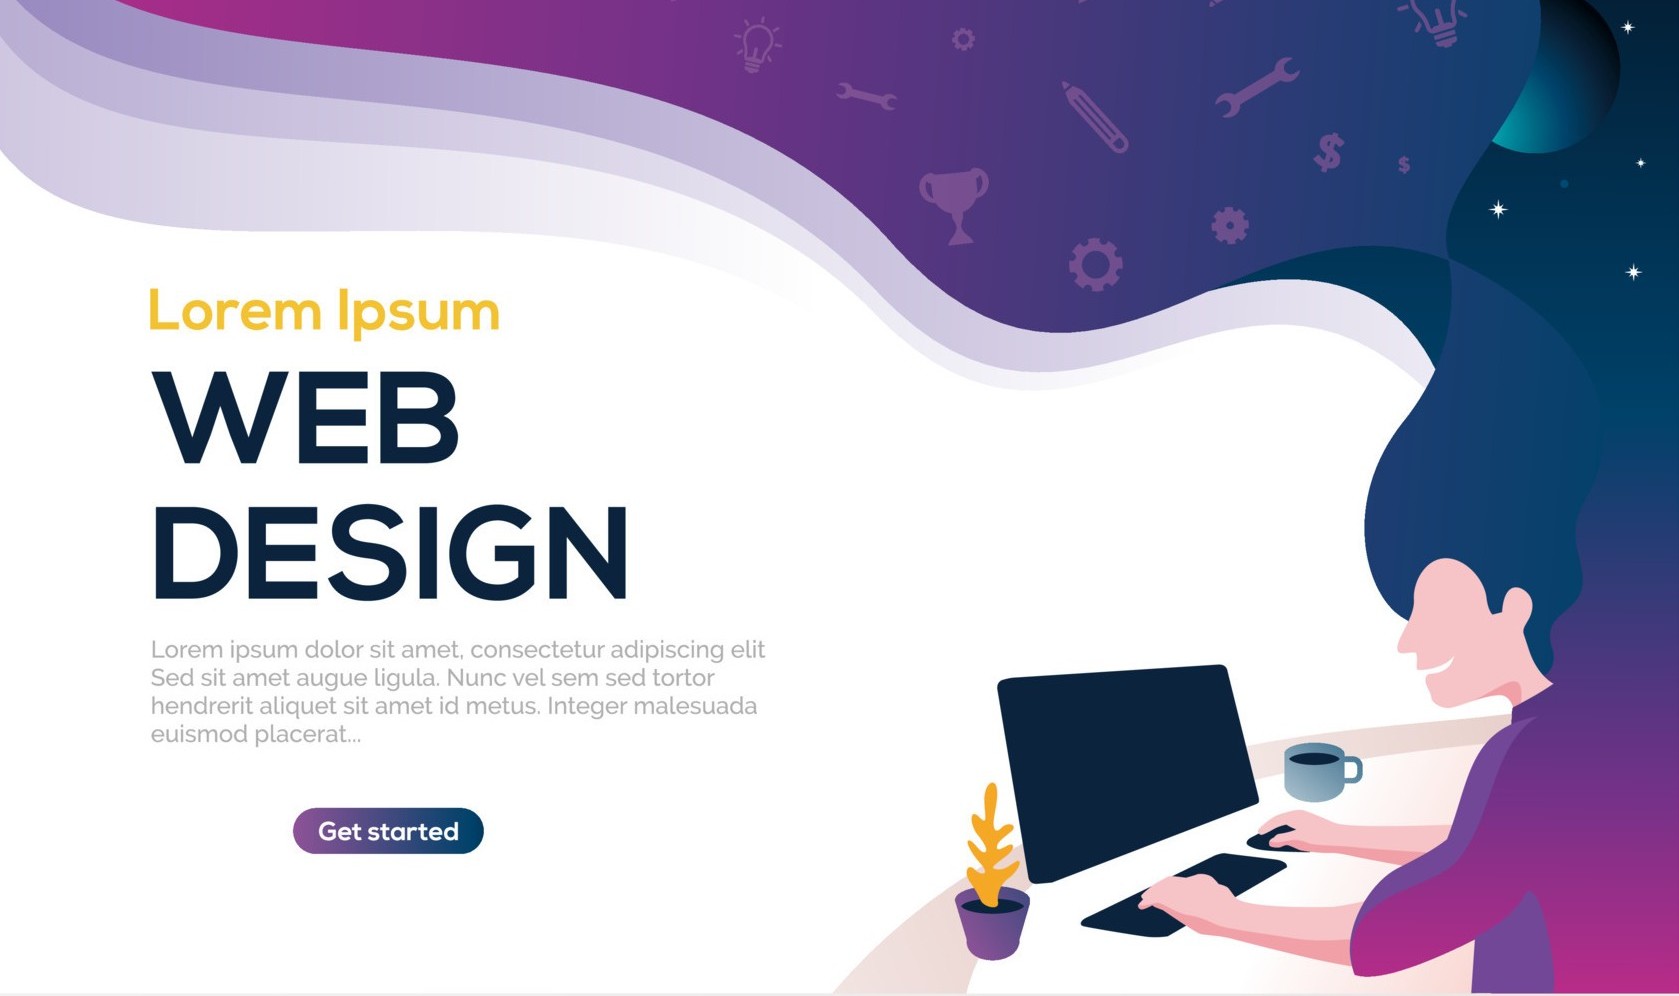 Lorem Ipsum
WEB
DESIGN
Lorem ipsum dolor sit amet, consectetur adipiscing elit
Sed sit amet augue ligula. Nunc vel sem sed tortor
hendrerit aliquet sit amet id metus. Integer malesuada
euismod placerat...
Get started